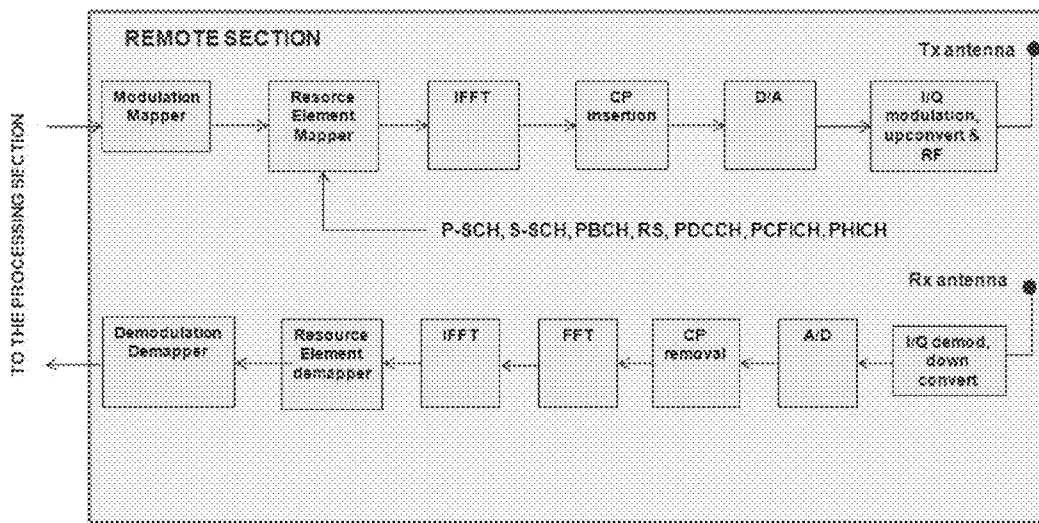 REMOTE SECTION
Tx antenna
Modulation
Mapper
Resorce
Element
Mapper
IFFT
CP
insertion
D/A
I/Q
modulation,
upconvert &
RF
TO THE PROCESSING SECTION
P-SCH, S-SCH, PBCH, RS, PDCCH, PCFICH, PHICH
Rx antenna
Demodulation
Demapper
Resource
Element
demapper
IFFT
FFT
CP
removal
A/D
I/Q demod,
down
convert